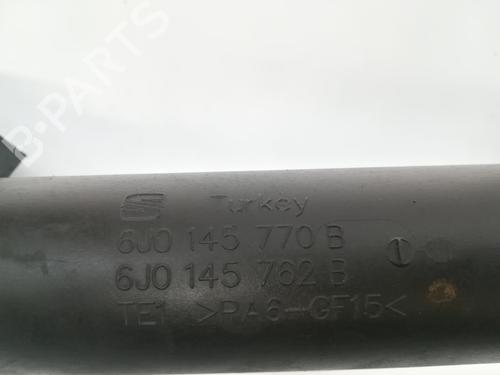 B-PARTS
Turkey
6J0 145 770 B
6J0 145 762 B
TE1 >PA6-GF15<